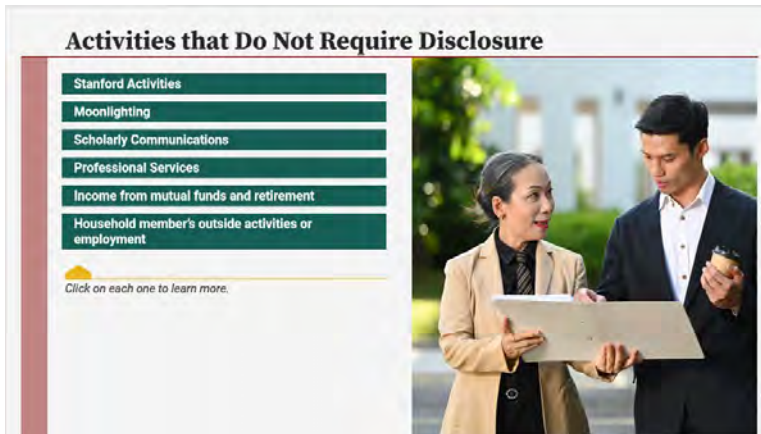 Activities that Do Not Require Disclosure
Stanford Activities
Moonlighting
Scholarly Communications
Professional Services
Income from mutual funds and retirement
Household member's outside activities or
employment
Click on each one to learn more.